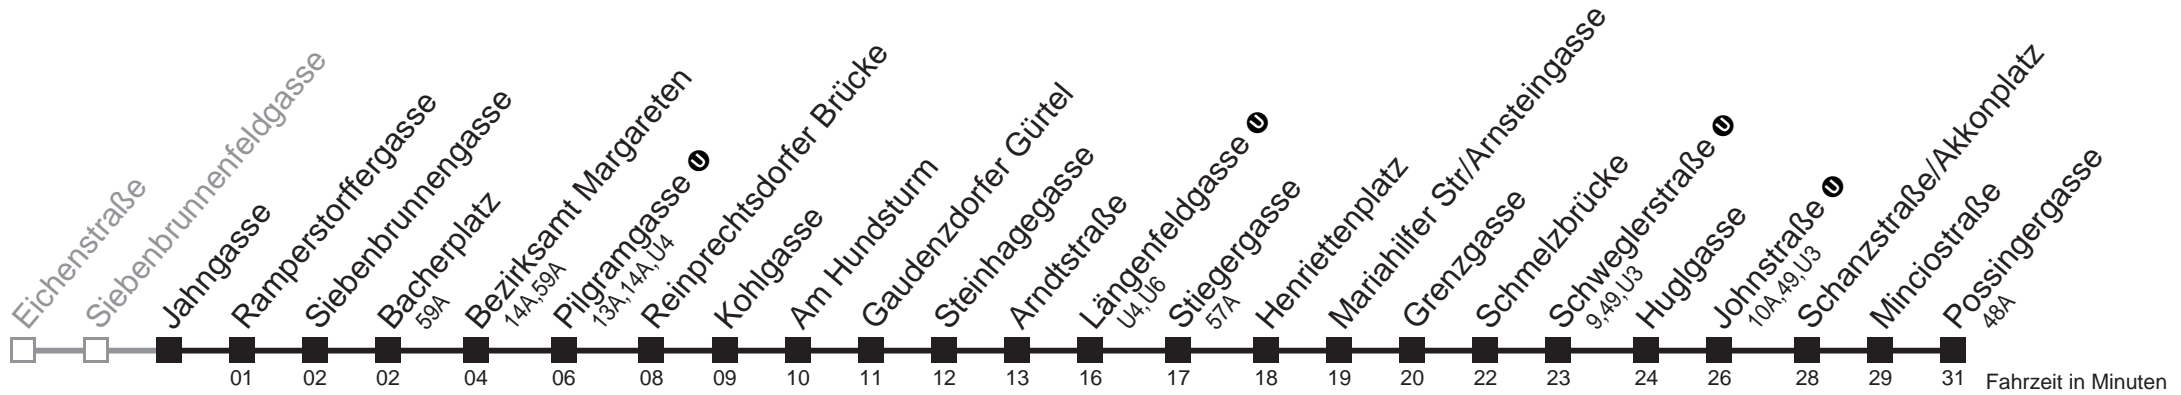 Eichenstraße
Siebenbrunnenfeldgasse
Jahngasse
Ramperstorffergasse
Siebenbrunnengasse
Bacherplatz
59A
Bezirksamt Margareten
14A,59A
Pilgramgasse U
13A,14A,U4
Reinprechtsdorfer Brücke
Kohlgasse
Am Hundsturm
Gaudenzdorfer Gürtel
Steinhagegasse
Arndtstraße
Längenfeldgasse U
U4,U6
Stiegergasse
57A
Henriettenplatz
Mariahilfer Str/Arnsteingasse
Grenzgasse
Schmelzbrücke
Schweglerstraße U
9,49,U3
Huglgasse
Johnstraße U
10A,49,U3
Schanzstraße/Akkonplatz
Minciostraße
Possingergasse
48A
01 02 02 04 06 08 09 10 11 12 13 16 17 18 19 20 22 23 24 26 28 29 31 Fahrzeit in Minuten